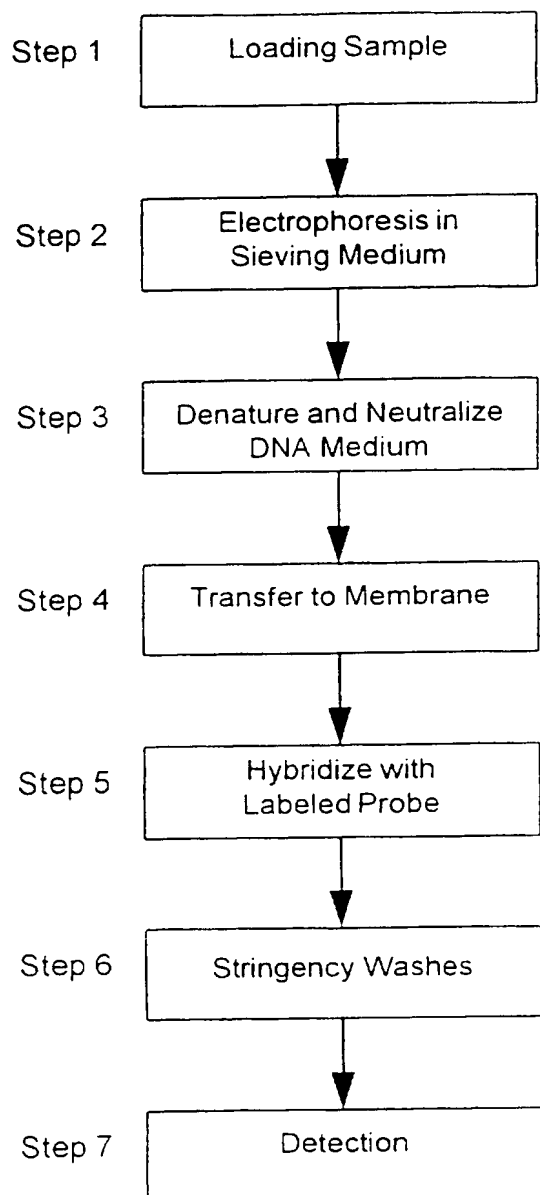 Step 1
Loading Sample
Step 2
Electrophoresis in
Sieving Medium
Step 3
Denature and Neutralize
DNA Medium
Step 4
Transfer to Membrane
Step 5
Hybridize with
Labeled Probe
Step 6
Stringency Washes
Step 7
Detection